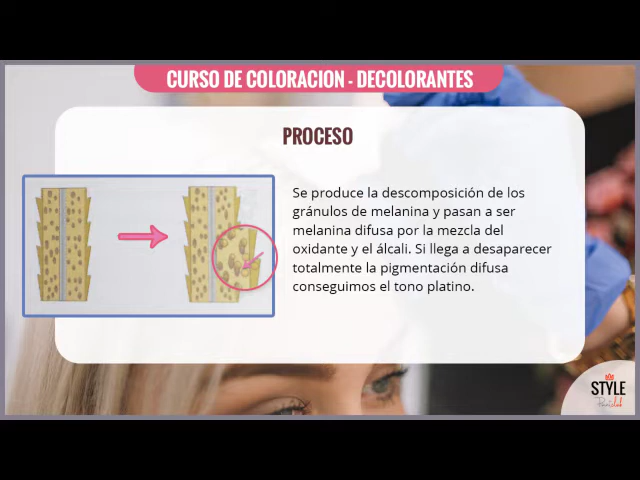 CURSO DE COLORACION - DECOLORANTES
PROCESO
Se produce la descomposición de los
gránulos de melanina y pasan a ser
melanina difusa por la mezcla del
oxidante y el álcali. Si llega a desaparecer
totalmente la pigmentación difusa
conseguimos el tono platino.
STYLE